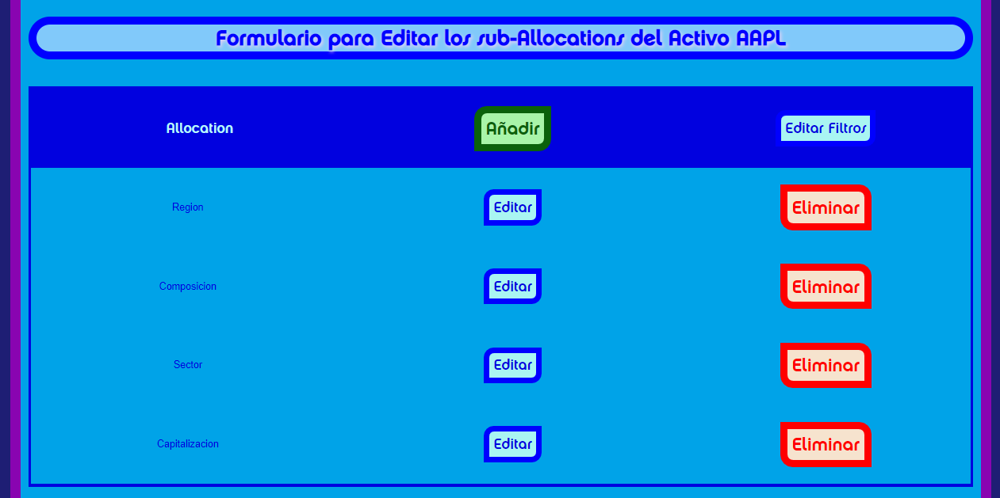 Formulario para Editar los sub-Allocations del Activo AAPL
Allocation Añadir Editar Filtros
Region Editar Eliminar
Composicion Editar Eliminar
Sector Editar Eliminar
Capitalizacion Editar Eliminar